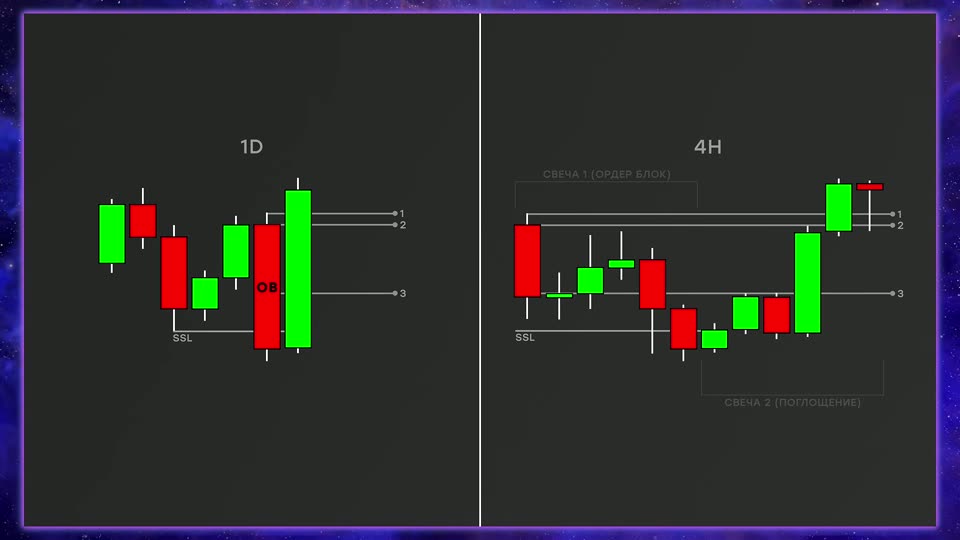 1D
1
2
OB
3
SSL
4H
СВЕЧА 1 (ОРДЕР БЛОК)
1
2
3
SSL
СВЕЧА 2 (ПОГЛОЩЕНИЕ)